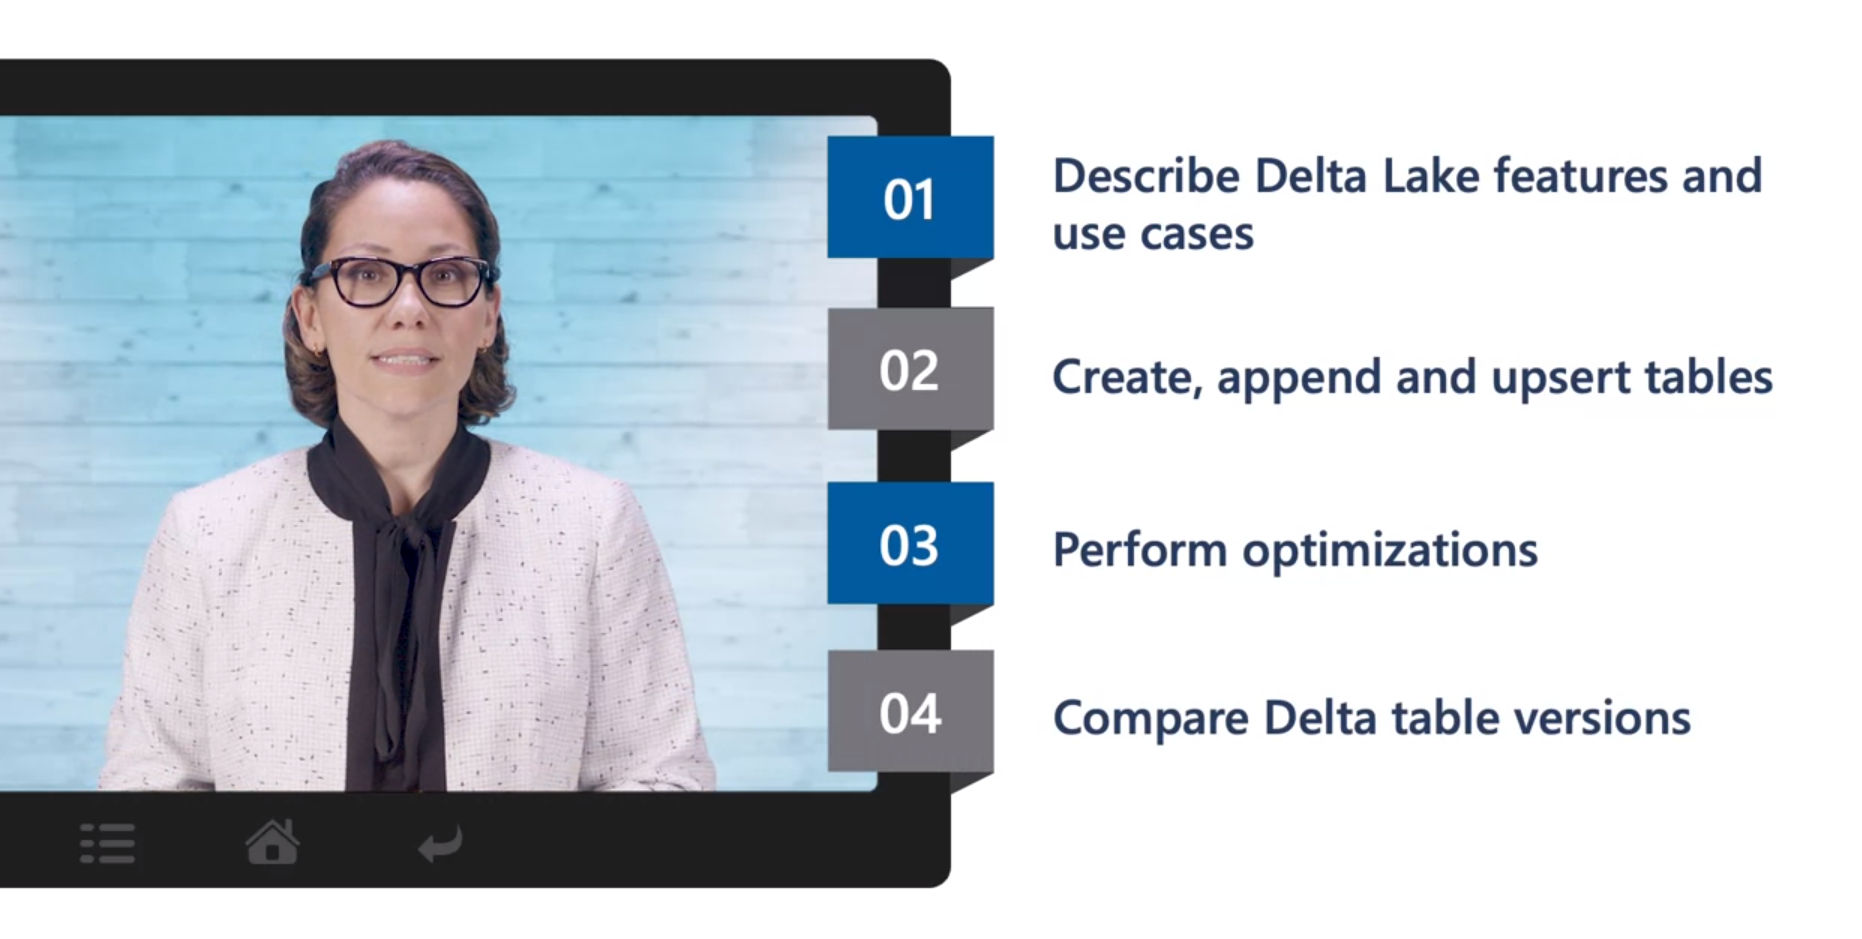 01
Describe Delta Lake features and
use cases
02
Create, append and upsert tables
03
Perform optimizations
04
Compare Delta table versions